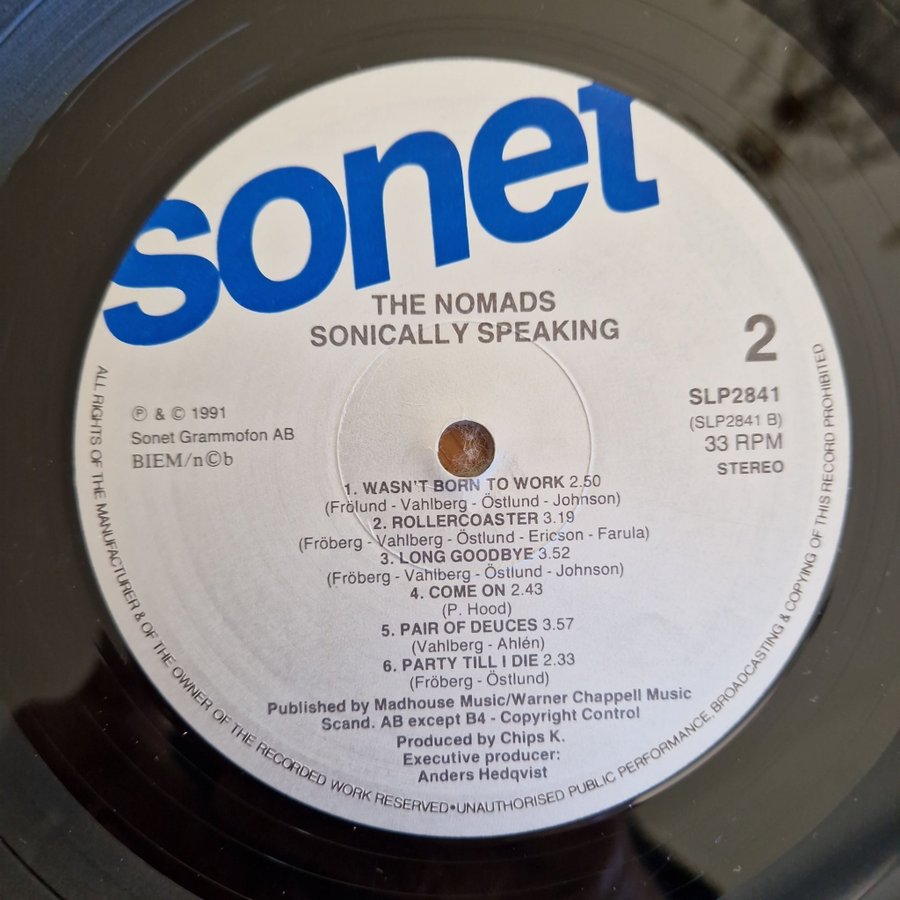 sonet
THE NOMADS
SONICALLY SPEAKING
2
℗ & © 1991
Sonet Grammofon AB
BIEM/n©b
SLP2841
(SLP2841 B)
33 RPM
STEREO
1. WASN'T BORN TO WORK 2.50
(Frölund - Vahlberg - Östlund - Johnson)
2. ROLLERCOASTER 3.19
(Fröberg - Vahlberg - Östlund - Ericson - Farula)
3. LONG GOODBYE 3.52
(Fröberg - Vahlberg - Östlund - Johnson)
4. COME ON 2.43
(P. Hood)
5. PAIR OF DEUCES 3.57
(Vahlberg - Ahlén)
6. PARTY TILL I DIE 2.33
(Fröberg - Östlund)
Published by Madhouse Music/Warner Chappell Music
Scand. AB except B4 - Copyright Control
Produced by Chips K.
Executive producer:
Anders Hedqvist
ALL RIGHTS OF THE MANUFACTURER & OF THE OWNER OF THE RECORDED WORK RESERVED•UNAUTHORISED PUBLIC PERFORMANCE, BROADCASTING & COPYING OF THIS RECORD PROHIBITED